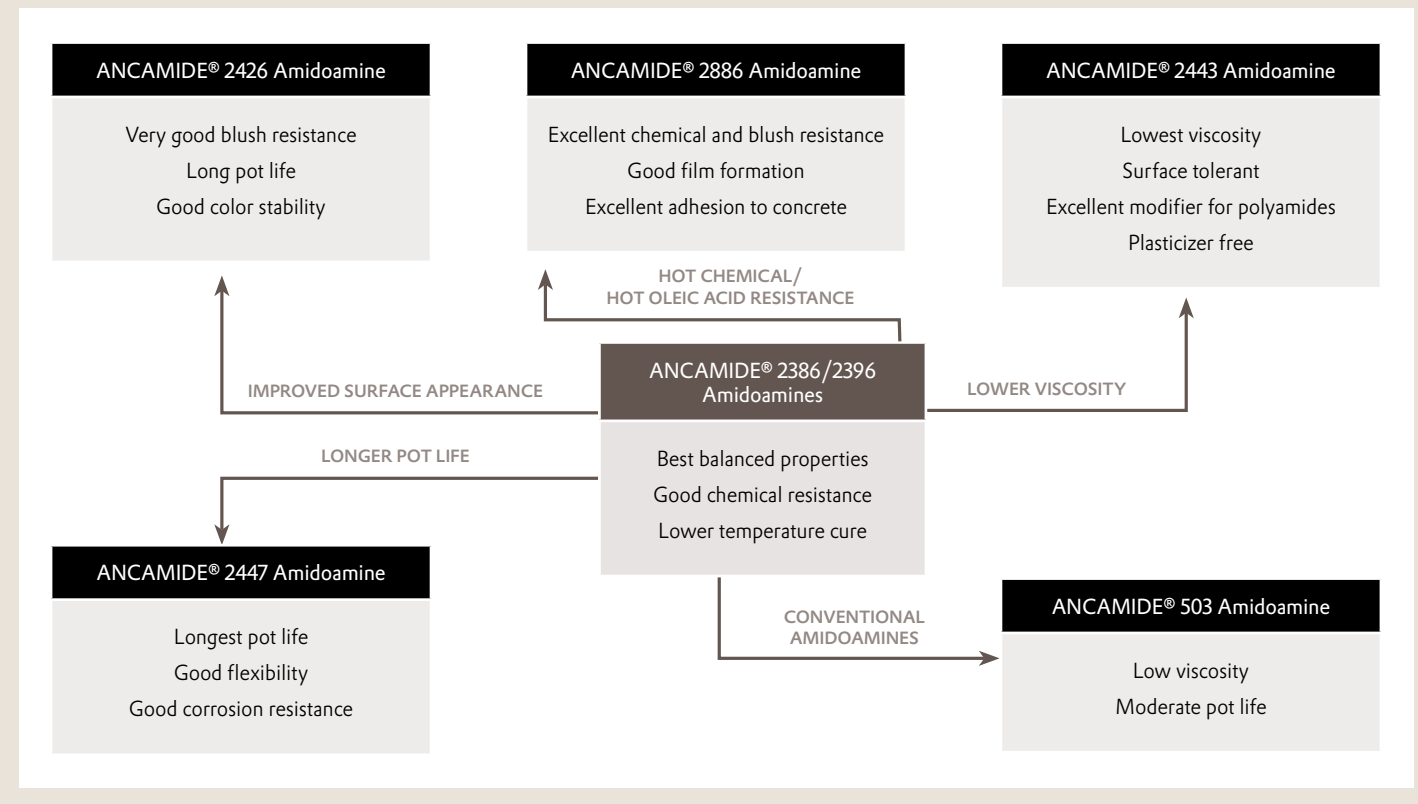 ANCAMIDE® 2426 Amidoamine
Very good blush resistance
Long pot life
Good color stability
ANCAMIDE® 2886 Amidoamine
Excellent chemical and blush resistance
Good film formation
Excellent adhesion to concrete
ANCAMIDE® 2443 Amidoamine
Lowest viscosity
Surface tolerant
Excellent modifier for polyamides
Plasticizer free
HOT CHEMICAL/
HOT OLEIC ACID RESISTANCE
IMPROVED SURFACE APPEARANCE
ANCAMIDE® 2386/2396
Amidoamines
Best balanced properties
Good chemical resistance
Lower temperature cure
LOWER VISCOSITY
LONGER POT LIFE
ANCAMIDE® 2447 Amidoamine
Longest pot life
Good flexibility
Good corrosion resistance
CONVENTIONAL
AMIDOAMINES
ANCAMIDE® 503 Amidoamine
Low viscosity
Moderate pot life